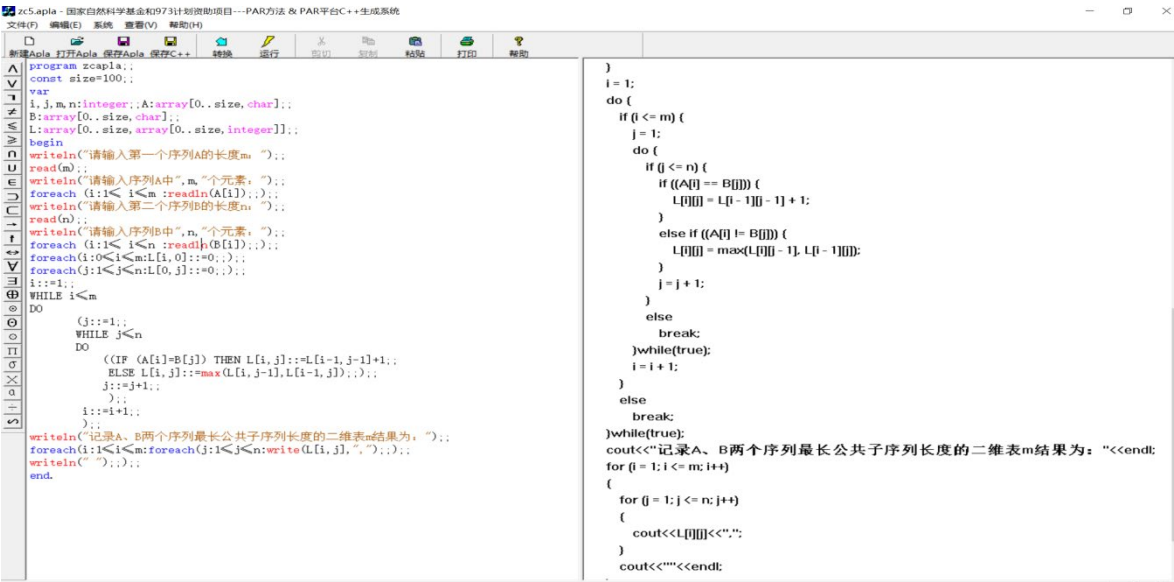 zc5.apla - 国家自然科学基金和973计划资助项目---PAR方法 & PAR平台C++生成系统
文件(F) 编辑(E) 系统 查看(V) 帮助(H)
新建Apla 打开Apla 保存Apla 保存C++ 转换 运行 剪切 复制 粘贴 打印 帮助
program zcapla;;
const size=100;;
var
i,j,m,n:integer;;A:array[0..size,char];;
B:array[0..size,char];;
L:array[0..size,array[0..size,integer]];;
begin
writeln("请输入第一个序列A的长度m：");;
read(m);;
writeln("请输入序列A中",m,"个元素：");;
foreach (i:1≤ i≤m :readln(A[i]);;);;
writeln("请输入第二个序列B的长度n：");;
read(n);;
writeln("请输入序列B中",n,"个元素：");;
foreach (i:1≤ i≤n :readln(B[i]);;);;
foreach(i:0≤i≤m:L[i,0]::=0;;);;
foreach(j:1≤j≤n:L[0,j]::=0;;);;
i::=1;;
WHILE i≤m
DO
(j::=1;;
WHILE j≤n
DO
((IF (A[i]=B[j]) THEN L[i,j]::=L[i-1,j-1]+1;;
ELSE L[i,j]::=max(L[i,j-1],L[i-1,j]);;);;
j::=j+1;;
);;
i::=i+1;;
);;
writeln("记录A、B两个序列最长公共子序列长度的二维表m结果为：");;
foreach(i:1≤i≤m:foreach(j:1≤j≤n:write(L[i,j],",");;);;
writeln(" ");;);;
end.
}
i = 1;
do {
if (i <= m) {
j = 1;
do {
if (j <= n) {
if ((A[i] == B[j])) {
L[i][j] = L[i - 1][j - 1] + 1;
}
else if ((A[i] != B[j])) {
L[i][j] = max(L[i][j - 1], L[i - 1][j]);
}
j = j + 1;
}
else
break;
}while(true);
i = i + 1;
}
else
break;
}while(true);
cout<<"记录A、B两个序列最长公共子序列长度的二维表m结果为："<<endl;
for (i = 1; i <= m; i++)
{
for (j = 1; j <= n; j++)
{
cout<<L[i][j]<<",";
}
cout<<""<<endl;